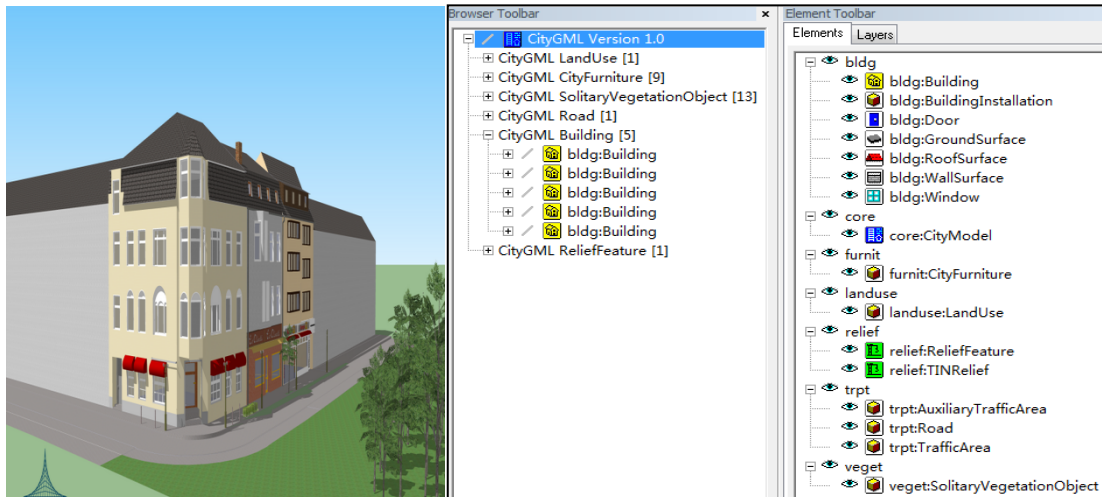 Browser Toolbar
CityGML Version 1.0
CityGML LandUse [1]
CityGML CityFurniture [9]
CityGML SolitaryVegetationObject [13]
CityGML Road [1]
CityGML Building [5]
bldg:Building
bldg:Building
bldg:Building
bldg:Building
bldg:Building
CityGML ReliefFeature [1]
Element Toolbar
Elements Layers
bldg
bldg:Building
bldg:BuildingInstallation
bldg:Door
bldg:GroundSurface
bldg:RoofSurface
bldg:WallSurface
bldg:Window
core
core:CityModel
furnit
furnit:CityFurniture
landuse
landuse:LandUse
relief
relief:ReliefFeature
relief:TINRelief
trpt
trpt:AuxiliaryTrafficArea
trpt:Road
trpt:TrafficArea
veget
veget:SolitaryVegetationObject